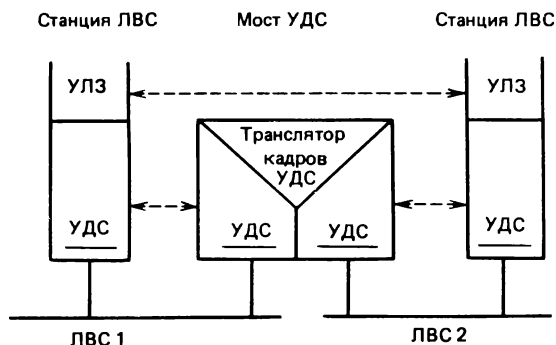 Станция ЛВС
Мост УДС
Станция ЛВС
УЛЗ
УЛЗ
Транслятор
кадров
УДС
УДС
УДС
УДС
УДС
ЛВС 1
ЛВС 2